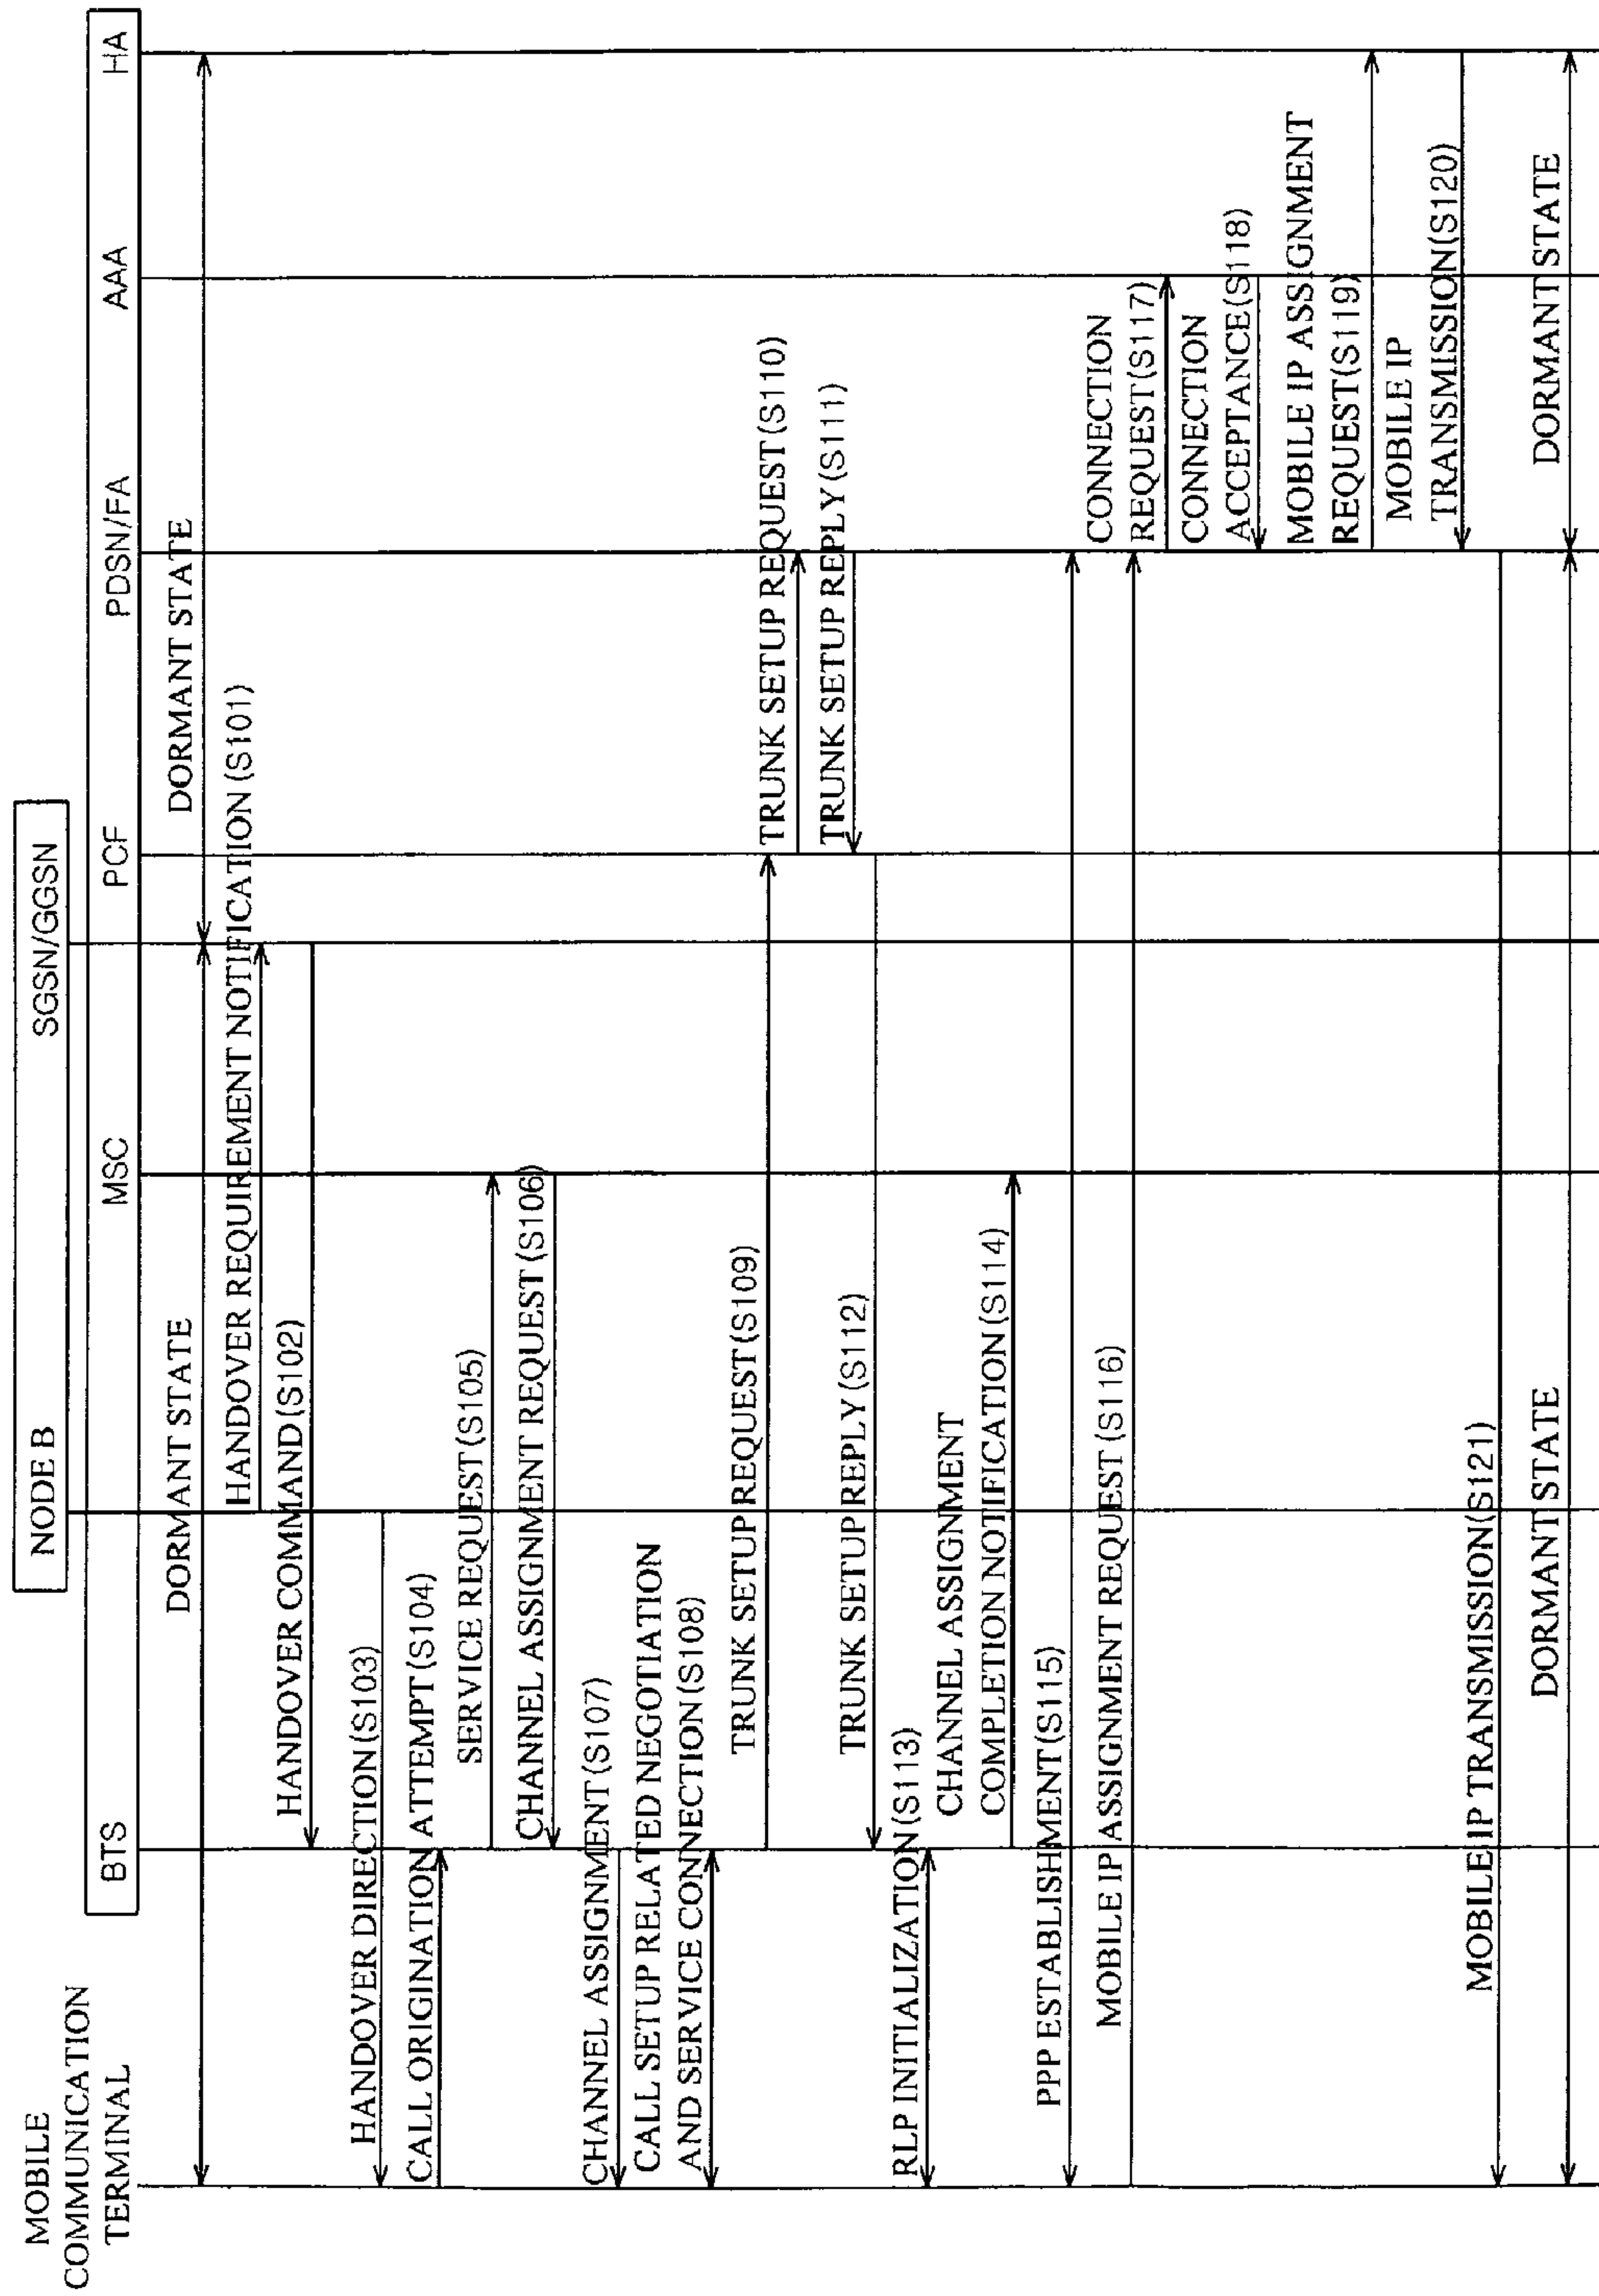 MOBILE
COMMUNICATION
TERMINAL
NODE B
SGSN/GGSN
BTS
MSC
PCF
PDSN/FA
AAA
HA
DORMANT STATE
DORMANT STATE
HANDOVER REQUIREMENT NOTIFICATION(S101)
HANDOVER COMMAND(S102)
HANDOVER DIRECTION(S103)
CALL ORIGINATION ATTEMPT(S104)
SERVICE REQUEST(S105)
CHANNEL ASSIGNMENT REQUEST(S106)
CHANNEL ASSIGNMENT(S107)
CALL SETUP RELATED NEGOTIATION
AND SERVICE CONNECTION(S108)
TRUNK SETUP REQUEST(S109)
TRUNK SETUP REQUEST(S110)
TRUNK SETUP REPLY(S111)
TRUNK SETUP REPLY(S112)
RLP INITIALIZATION(S113)
CHANNEL ASSIGNMENT
COMPLETION NOTIFICATION(S114)
PPP ESTABLISHMENT(S115)
MOBILE IP ASSIGNMENT REQUEST(S116)
CONNECTION
REQUEST(S117)
CONNECTION
ACCEPTANCE(S118)
MOBILE IP ASSIGNMENT
REQUEST(S119)
MOBILE IP
TRANSMISSION(S120)
MOBILE IP TRANSMISSION(S121)
DORMANT STATE
DORMANT STATE